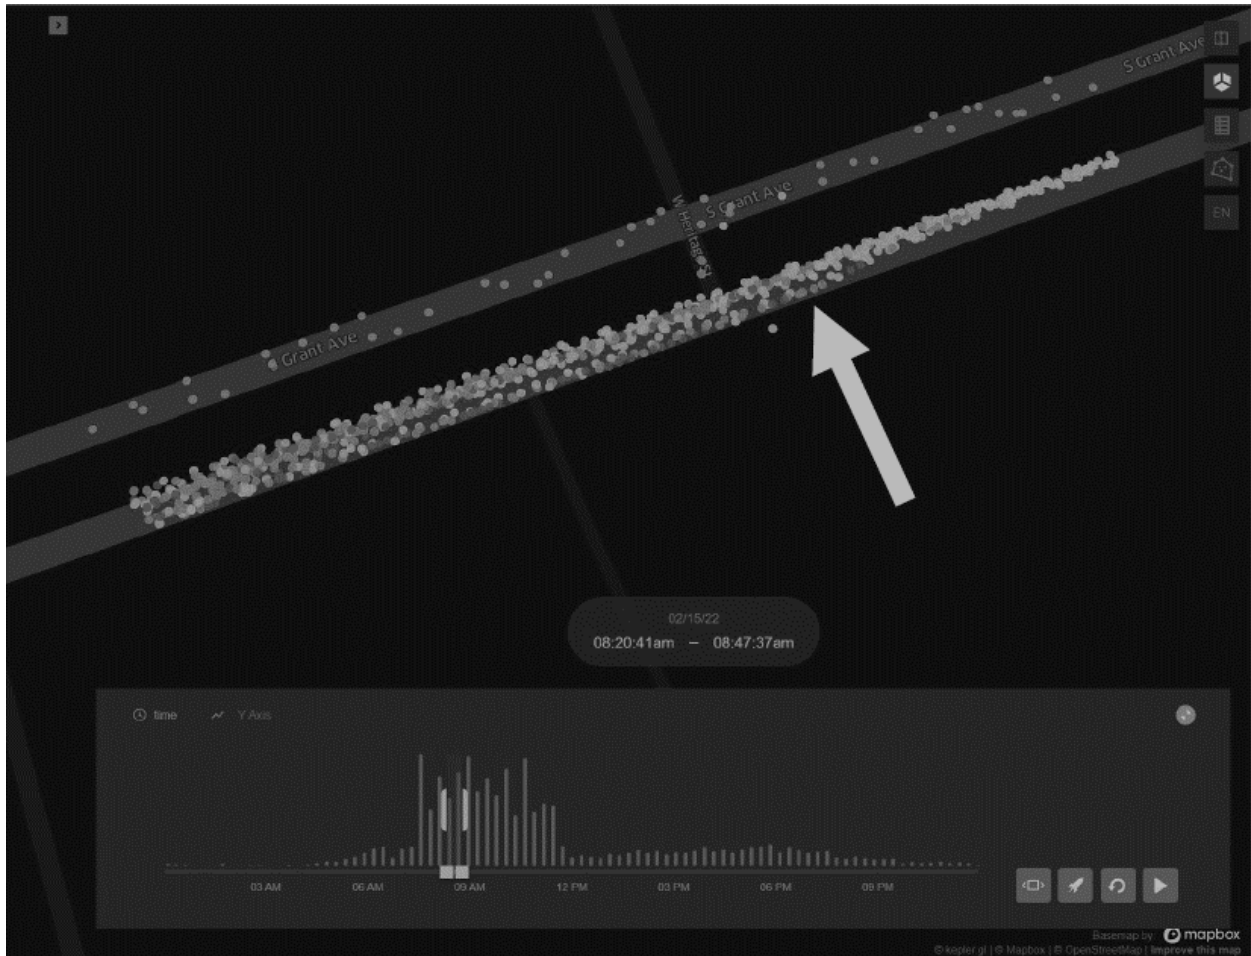 S Grant Ave
EN
S Grant Ave
W Heritage St
S Grant Ave
02/15/22
08:20:41am – 08:47:37am
time Y Axis
03 AM 06 AM 09 AM 12 PM 03 PM 06 PM 09 PM
Basemap by: mapbox
© kepler.gl | © Mapbox | © OpenStreetMap | Improve this map